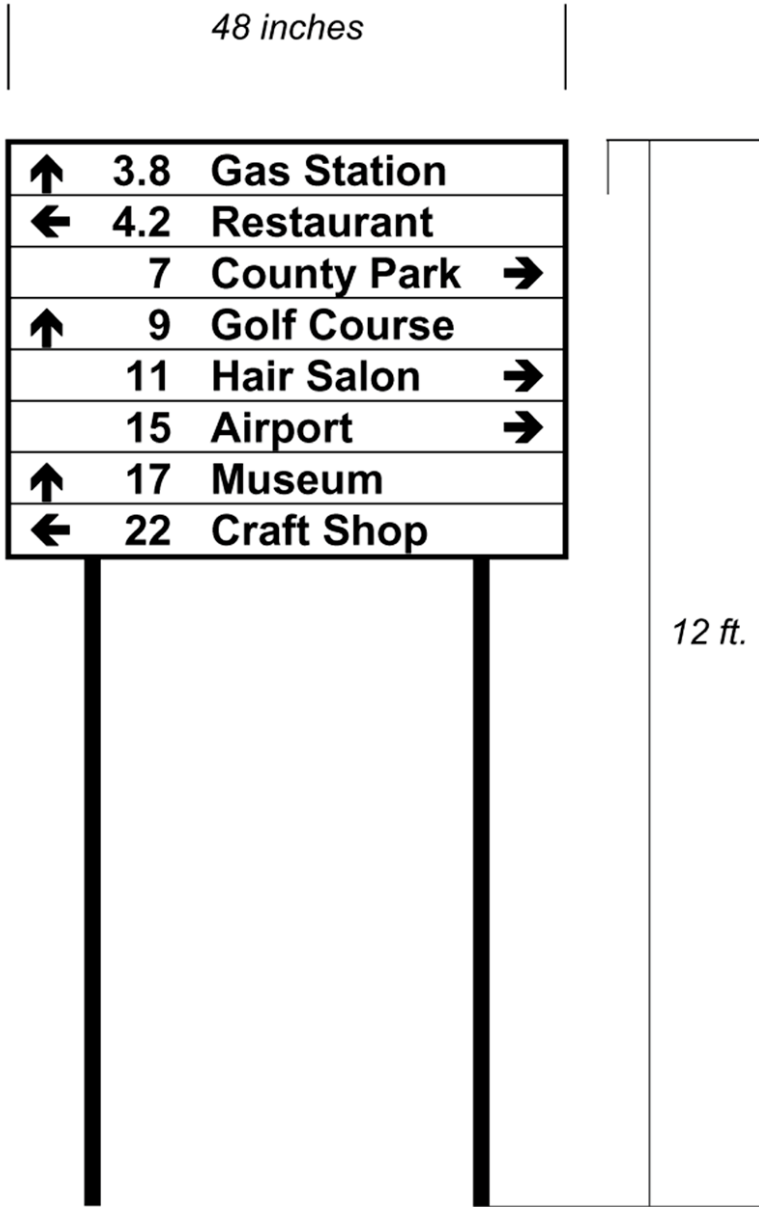 48 inches
3.8 Gas Station
4.2 Restaurant
7 County Park
9 Golf Course
11 Hair Salon
15 Airport
17 Museum
22 Craft Shop
12 ft.